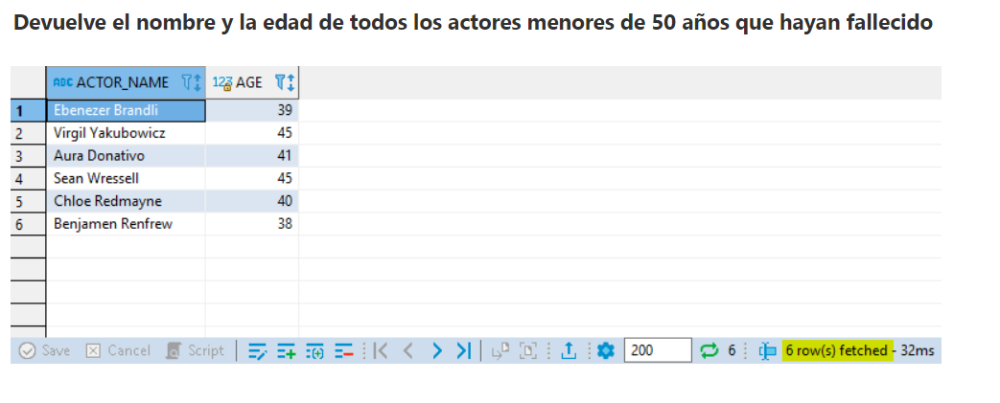 Devuelve el nombre y la edad de todos los actores menores de 50 años que hayan fallecido
ABC ACTOR_NAME 123 AGE
1 Ebenezer Brandli 39
2 Virgil Yakubowicz 45
3 Aura Donativo 41
4 Sean Wressell 45
5 Chloe Redmayne 40
6 Benjamen Renfrew 38
Save Cancel Script 200 6 6 row(s) fetched - 32ms